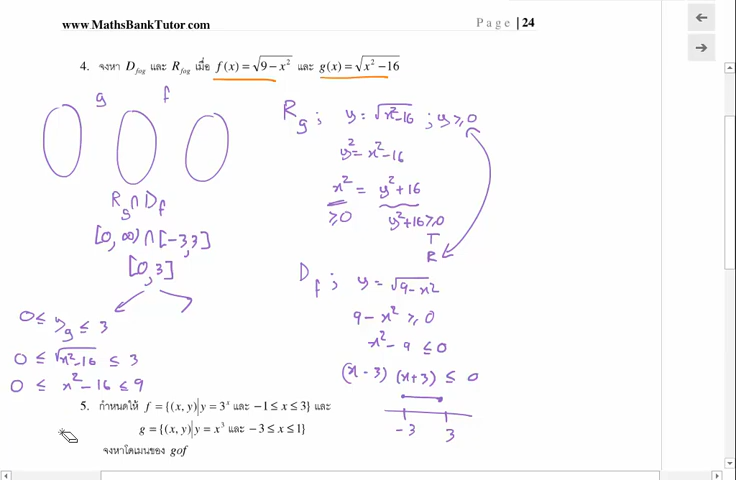 www.MathsBankTutor.com
Page | 24
4. จงหา D_fog และ R_fog เมื่อ f(x) = √9 − x² และ g(x) = √x² − 16
g f
R_g ∩ D_f
[0, ∞) ∩ [-3, 3]
[0, 3]
0 ≤ y_g ≤ 3
0 ≤ √x²-16 ≤ 3
0 ≤ x²-16 ≤ 9
R_g ; y = √x²-16 ; y ≥ 0
y² = x²-16
x² = y²+16
≥0 y²+16 ≥ 0
T
R
D_f ; y = √9-x²
9 - x² ≥ 0
x² - 9 ≤ 0
(x - 3) (x+3) ≤ 0
-3 3
5. กำหนดให้ f = {(x, y)|y = 3ˣ และ −1 ≤ x ≤ 3} และ
g = {(x, y)|y = x³ และ −3 ≤ x ≤ 1}
จงหาโดเมนของ gof